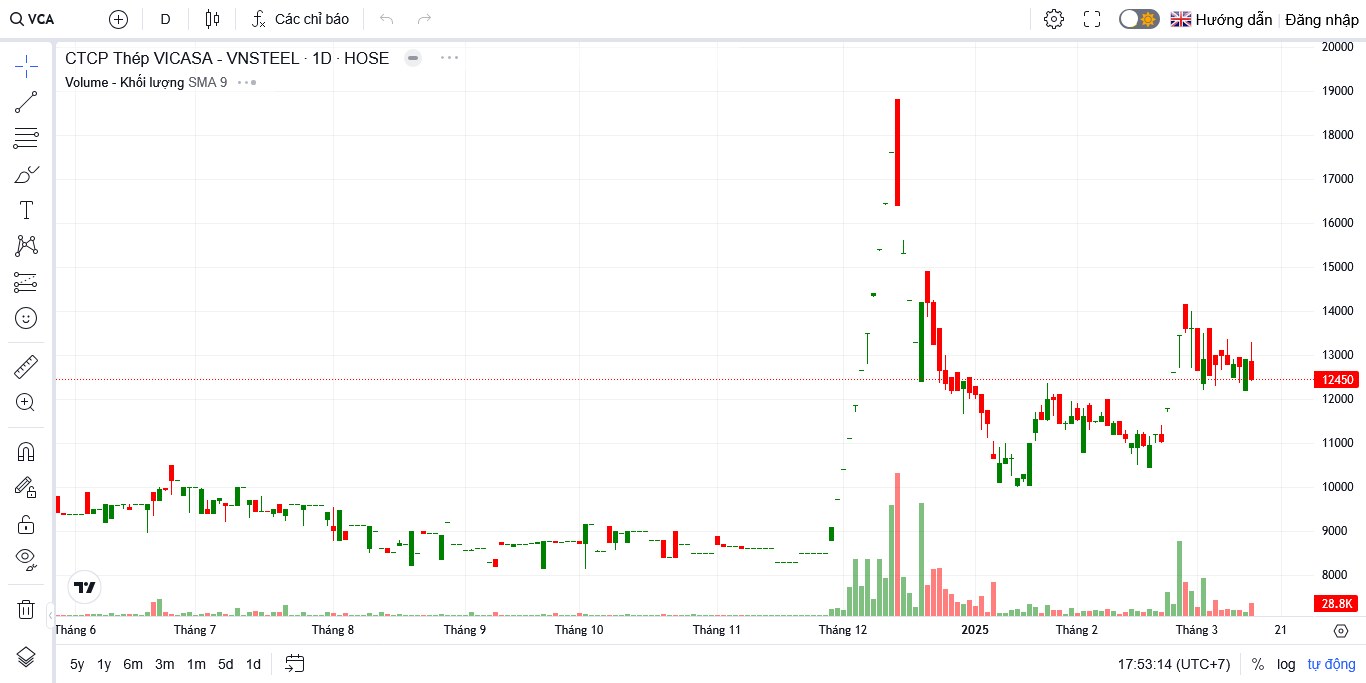 VCA D Các chỉ báo Hướng dẫn Đăng nhập
CTCP Thép VICASA - VNSTEEL · 1D · HOSE
Volume - Khối lượng SMA 9
20000
19000
18000
17000
16000
15000
14000
13000
12450
12000
11000
10000
9000
8000
28.8K
Tháng 6 Tháng 7 Tháng 8 Tháng 9 Tháng 10 Tháng 11 Tháng 12 2025 Tháng 2 Tháng 3 21
5y 1y 6m 3m 1m 5d 1d 17:53:14 (UTC+7) % log tự động